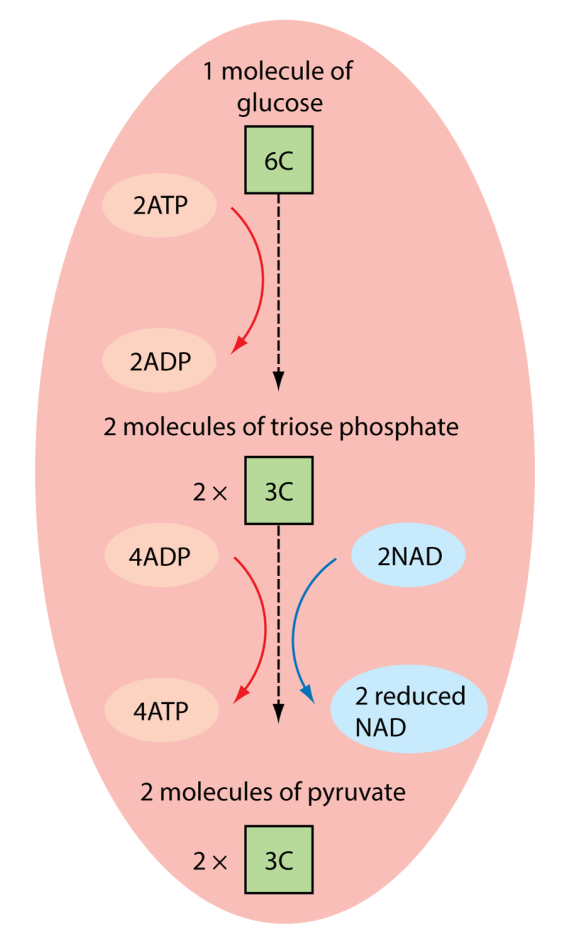 1 molecule of
glucose
6C
2ATP
2ADP
2 molecules of triose phosphate
2 × 3C
4ADP
2NAD
4ATP
2 reduced
NAD
2 molecules of pyruvate
2 × 3C